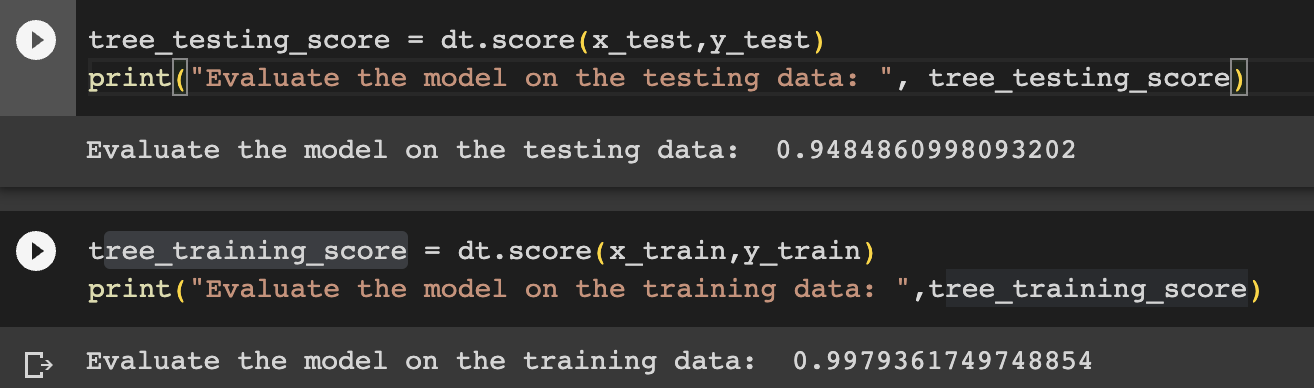 tree_testing_score = dt.score(x_test,y_test)
print("Evaluate the model on the testing data: ", tree_testing_score)
Evaluate the model on the testing data:  0.9484860998093202
tree_training_score = dt.score(x_train,y_train)
print("Evaluate the model on the training data: ",tree_training_score)
Evaluate the model on the training data:  0.9979361749748854